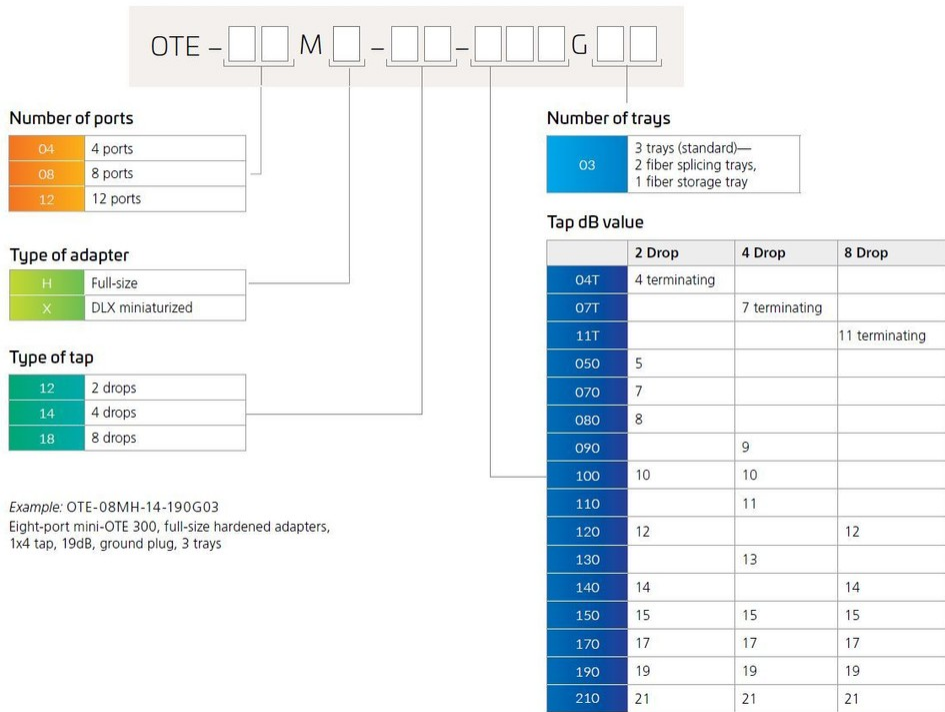 OTE – M – – G
Number of ports
04 4 ports
08 8 ports
12 12 ports
Type of adapter
H Full-size
X DLX miniaturized
Type of tap
12 2 drops
14 4 drops
18 8 drops
Example: OTE-08MH-14-190G03
Eight-port mini-OTE 300, full-size hardened adapters,
1x4 tap, 19dB, ground plug, 3 trays
Number of trays
03 3 trays (standard)—
2 fiber splicing trays,
1 fiber storage tray
Tap dB value
2 Drop 4 Drop 8 Drop
04T 4 terminating
07T 7 terminating
11T 11 terminating
050 5
070 7
080 8
090 9
100 10 10
110 11
120 12 12
130 13
140 14 14
150 15 15 15
170 17 17 17
190 19 19 19
210 21 21 21